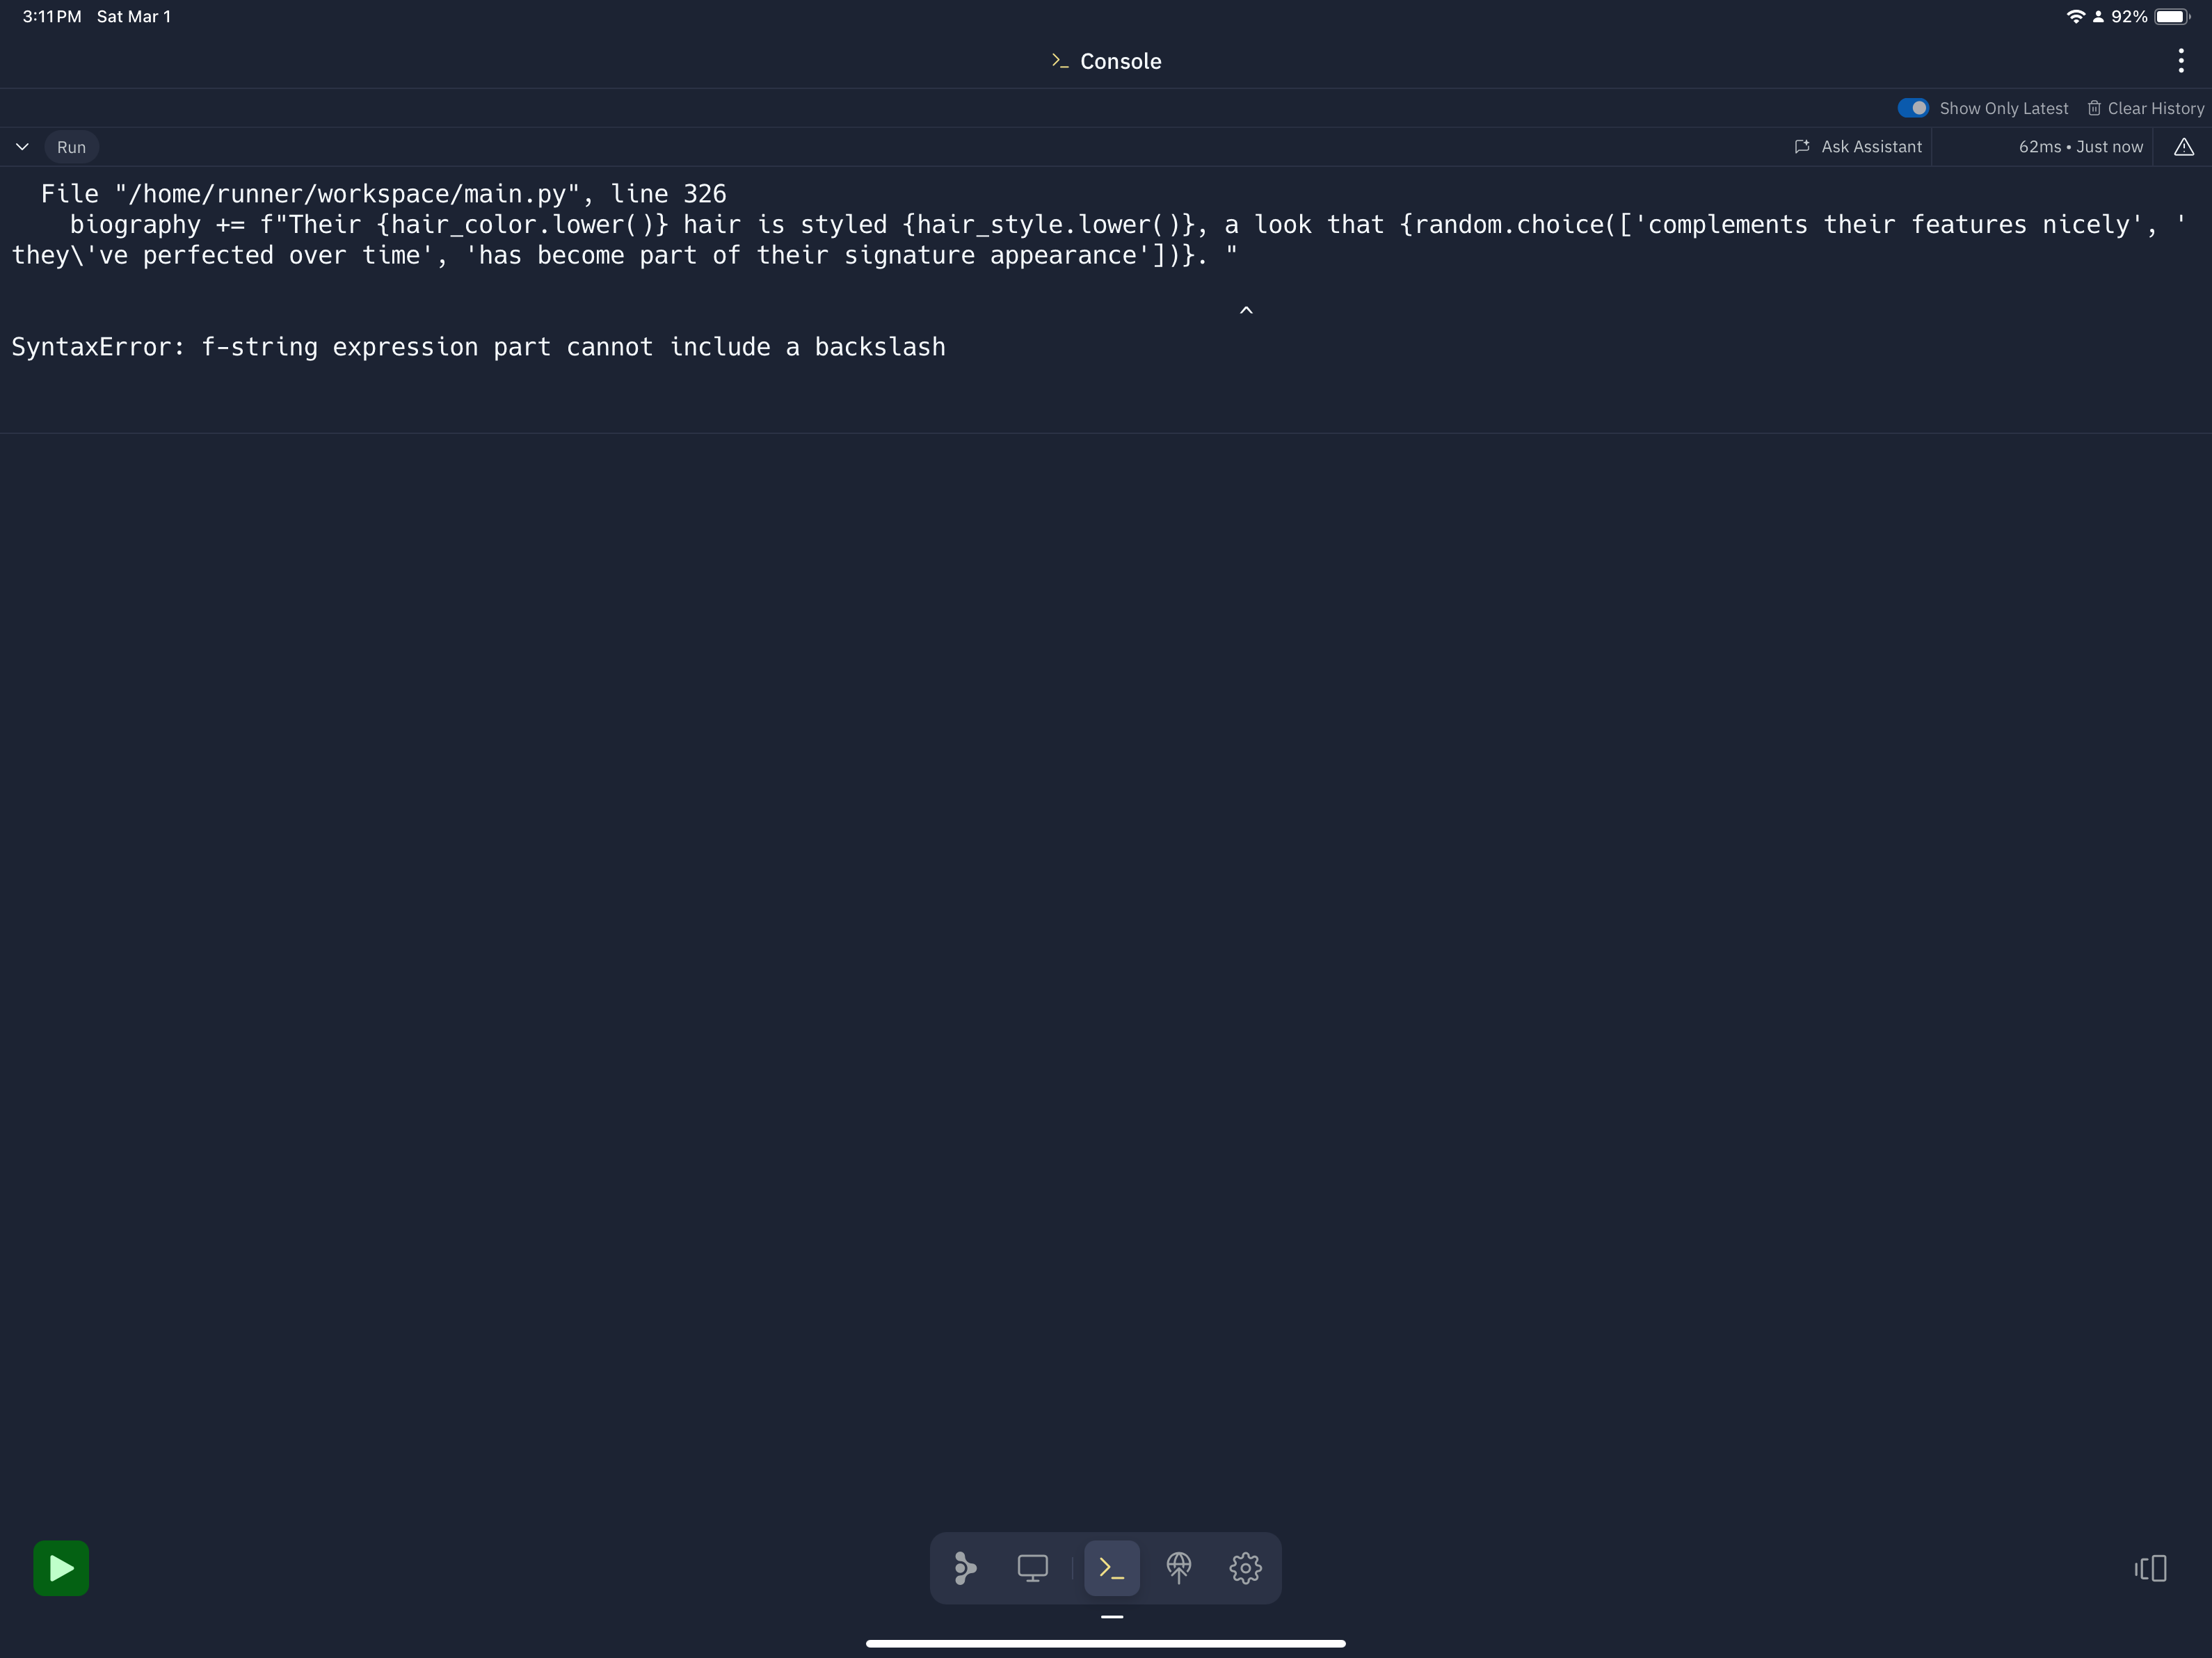 3:11 PM Sat Mar 1 92%
Console
Show Only Latest Clear History
Run Ask Assistant 62ms • Just now
File "/home/runner/workspace/main.py", line 326
biography += f"Their {hair_color.lower()} hair is styled {hair_style.lower()}, a look that {random.choice(['complements their features nicely', '
they\'ve perfected over time', 'has become part of their signature appearance'])}. "
^
SyntaxError: f-string expression part cannot include a backslash